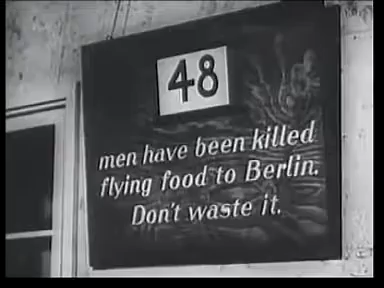 48
men have been killed
flying food to Berlin.
Don't waste it.